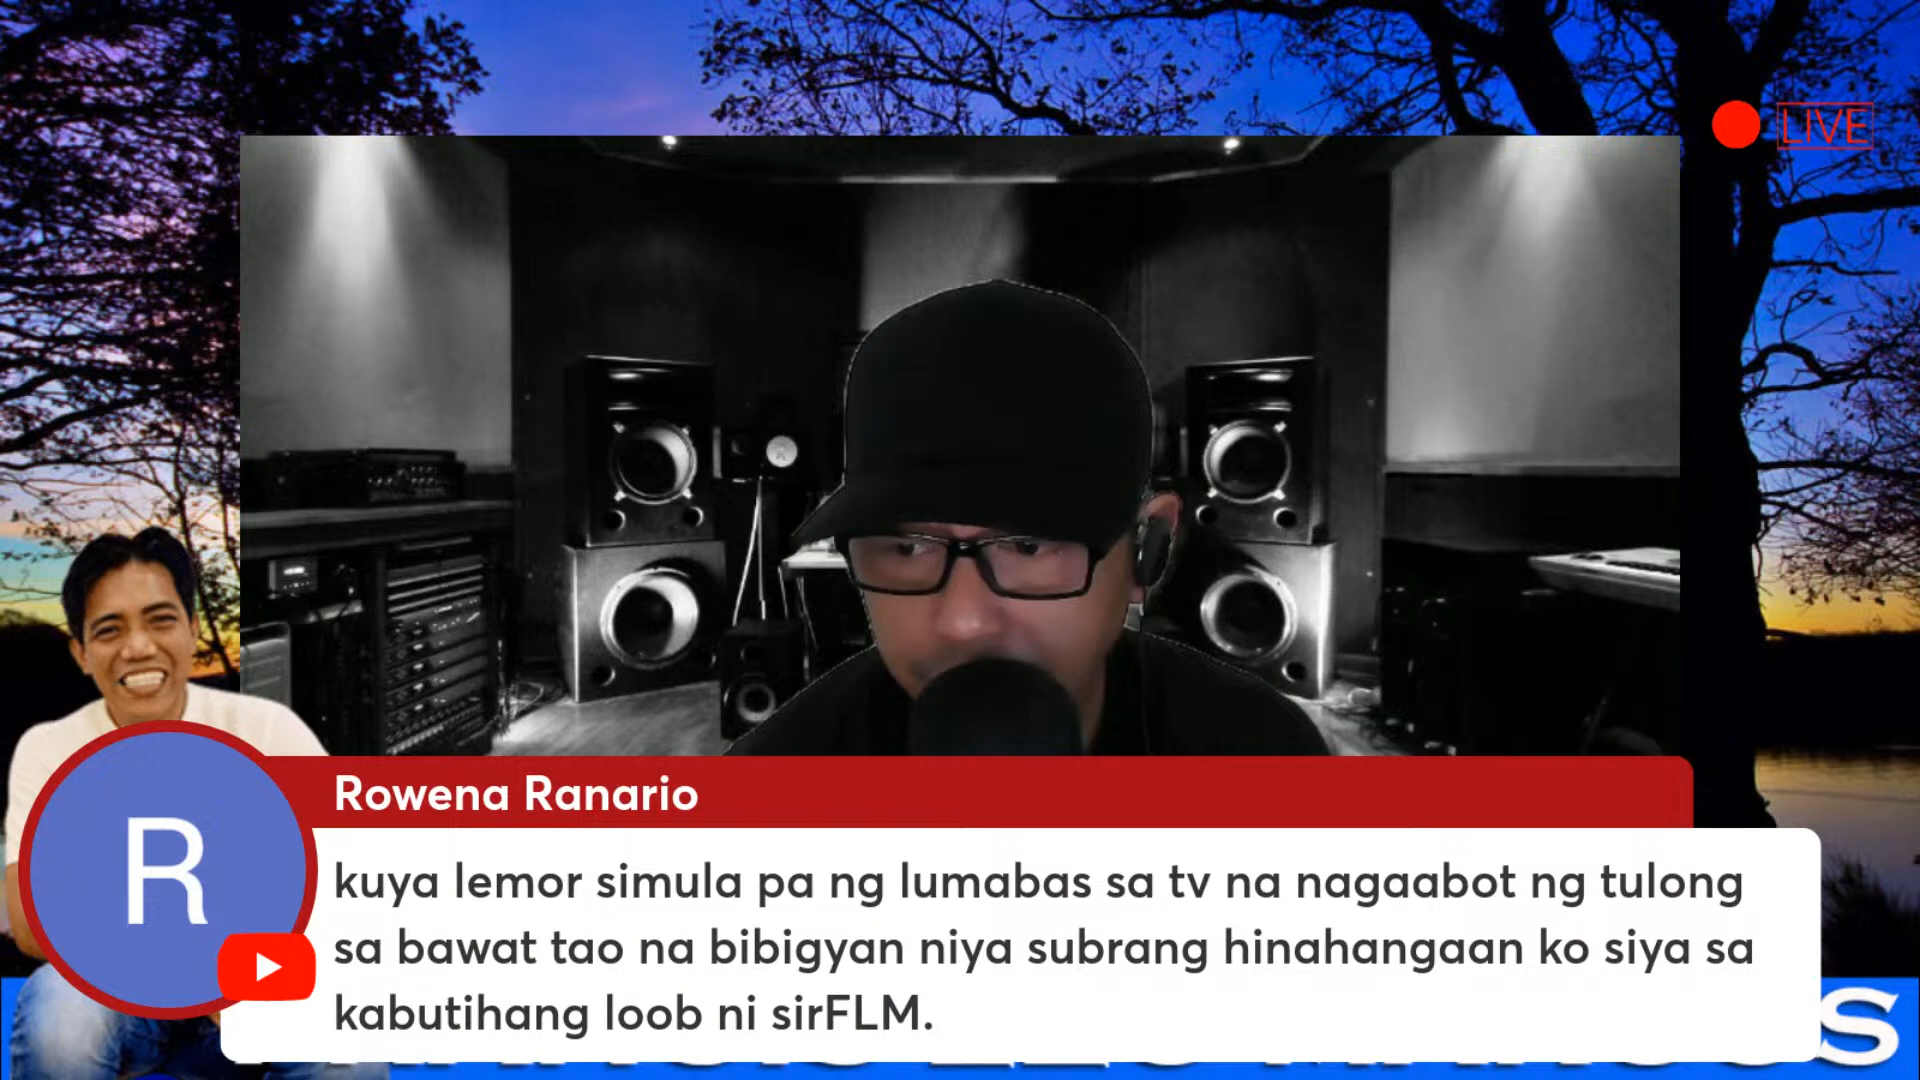 LIVE
Rowena Ranario
R
kuya lemor simula pa ng lumabas sa tv na nagaabot ng tulong
sa bawat tao na bibigyan niya subrang hinahangaan ko siya sa
kabutihang loob ni sirFLM.